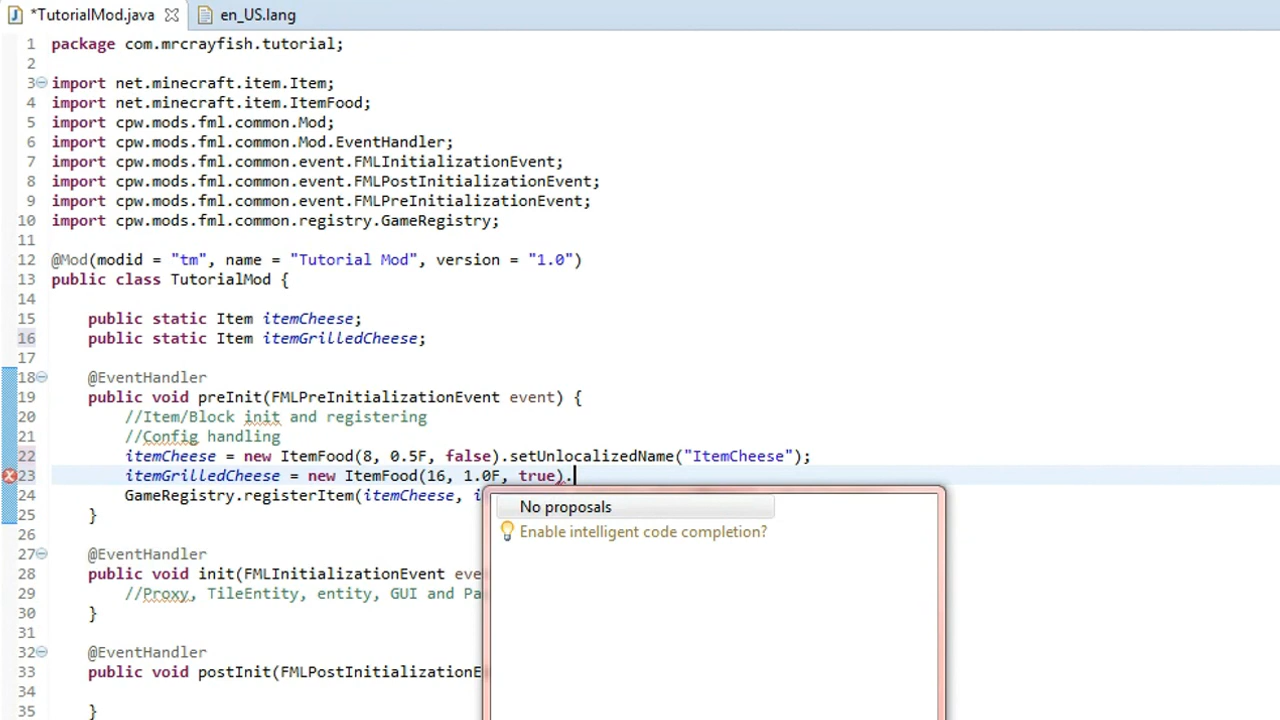 *TutorialMod.java en_US.lang
1 package com.mrcrayfish.tutorial;
2
3 import net.minecraft.item.Item;
4 import net.minecraft.item.ItemFood;
5 import cpw.mods.fml.common.Mod;
6 import cpw.mods.fml.common.Mod.EventHandler;
7 import cpw.mods.fml.common.event.FMLInitializationEvent;
8 import cpw.mods.fml.common.event.FMLPostInitializationEvent;
9 import cpw.mods.fml.common.event.FMLPreInitializationEvent;
10 import cpw.mods.fml.common.registry.GameRegistry;
11
12 @Mod(modid = "tm", name = "Tutorial Mod", version = "1.0")
13 public class TutorialMod {
14
15 public static Item itemCheese;
16 public static Item itemGrilledCheese;
17
18 @EventHandler
19 public void preInit(FMLPreInitializationEvent event) {
20 //Item/Block init and registering
21 //Config handling
22 itemCheese = new ItemFood(8, 0.5F, false).setUnlocalizedName("ItemCheese");
23 itemGrilledCheese = new ItemFood(16, 1.0F, true).
24 GameRegistry.registerItem(itemCheese, i
No proposals
25 }
Enable intelligent code completion?
26
27 @EventHandler
28 public void init(FMLInitializationEvent eve
29 //Proxy, TileEntity, entity, GUI and Pa
30 }
31
32 @EventHandler
33 public void postInit(FMLPostInitializationE
34
35 }